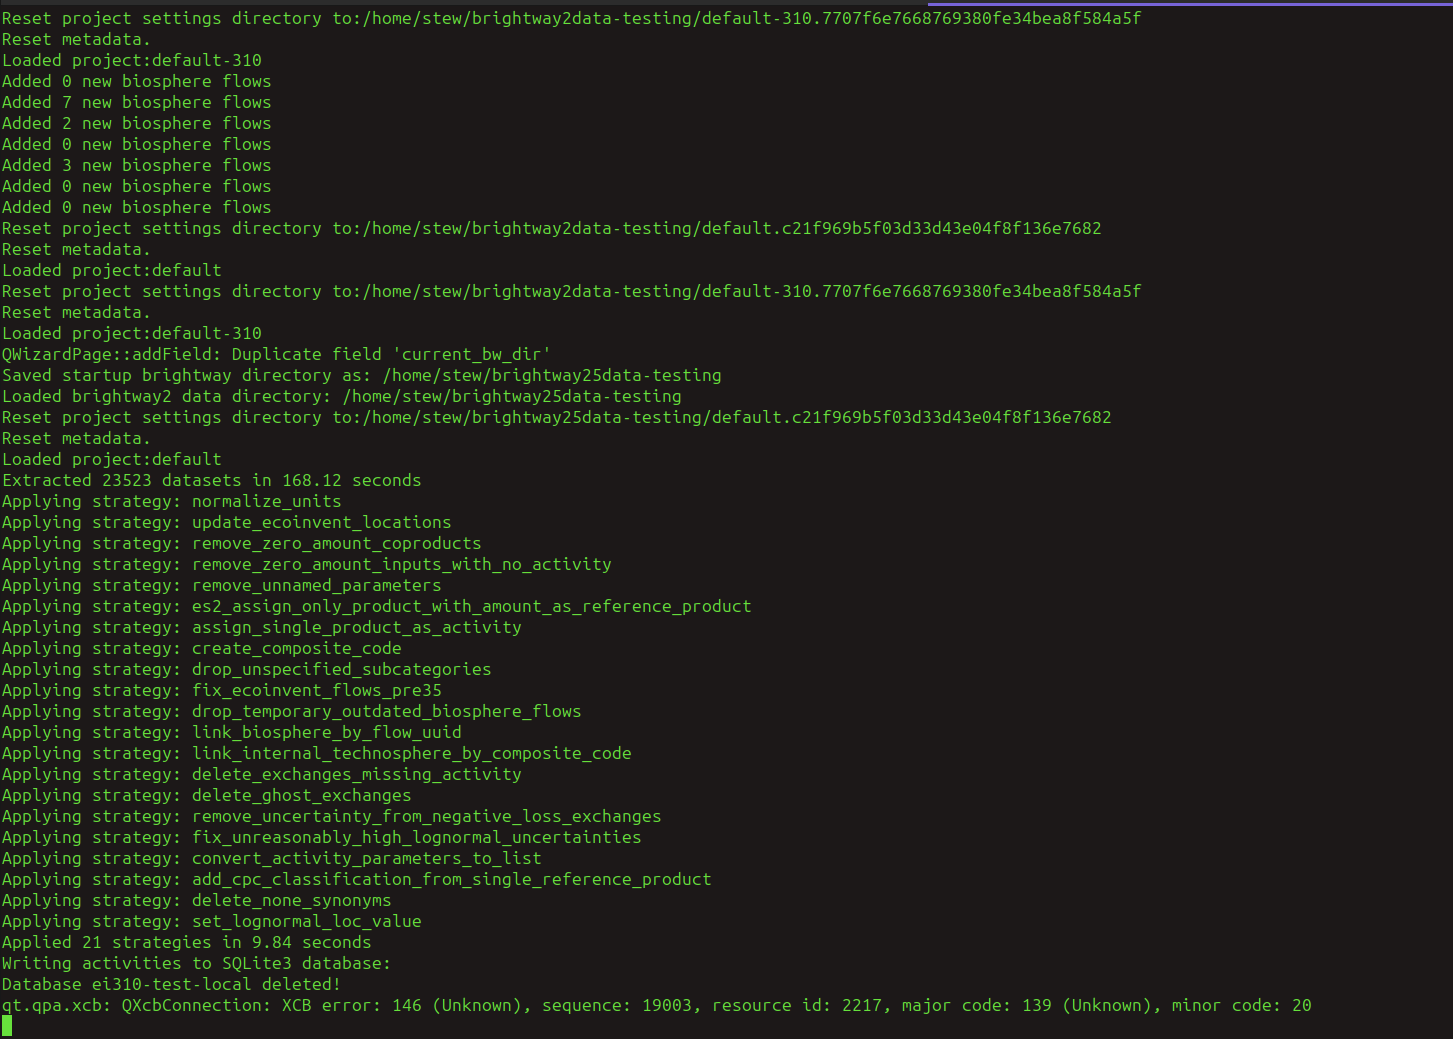 Reset project settings directory to:/home/stew/brightway2data-testing/default-310.7707f6e7668769380fe34bea8f584a5f
Reset metadata.
Loaded project:default-310
Added 0 new biosphere flows
Added 7 new biosphere flows
Added 2 new biosphere flows
Added 0 new biosphere flows
Added 3 new biosphere flows
Added 0 new biosphere flows
Added 0 new biosphere flows
Reset project settings directory to:/home/stew/brightway2data-testing/default.c21f969b5f03d33d43e04f8f136e7682
Reset metadata.
Loaded project:default
Reset project settings directory to:/home/stew/brightway2data-testing/default-310.7707f6e7668769380fe34bea8f584a5f
Reset metadata.
Loaded project:default-310
QWizardPage::addField: Duplicate field 'current_bw_dir'
Saved startup brightway directory as: /home/stew/brightway25data-testing
Loaded brightway2 data directory: /home/stew/brightway25data-testing
Reset project settings directory to:/home/stew/brightway25data-testing/default.c21f969b5f03d33d43e04f8f136e7682
Reset metadata.
Loaded project:default
Extracted 23523 datasets in 168.12 seconds
Applying strategy: normalize_units
Applying strategy: update_ecoinvent_locations
Applying strategy: remove_zero_amount_coproducts
Applying strategy: remove_zero_amount_inputs_with_no_activity
Applying strategy: remove_unnamed_parameters
Applying strategy: es2_assign_only_product_with_amount_as_reference_product
Applying strategy: assign_single_product_as_activity
Applying strategy: create_composite_code
Applying strategy: drop_unspecified_subcategories
Applying strategy: fix_ecoinvent_flows_pre35
Applying strategy: drop_temporary_outdated_biosphere_flows
Applying strategy: link_biosphere_by_flow_uuid
Applying strategy: link_internal_technosphere_by_composite_code
Applying strategy: delete_exchanges_missing_activity
Applying strategy: delete_ghost_exchanges
Applying strategy: remove_uncertainty_from_negative_loss_exchanges
Applying strategy: fix_unreasonably_high_lognormal_uncertainties
Applying strategy: convert_activity_parameters_to_list
Applying strategy: add_cpc_classification_from_single_reference_product
Applying strategy: delete_none_synonyms
Applying strategy: set_lognormal_loc_value
Applied 21 strategies in 9.84 seconds
Writing activities to SQLite3 database:
Database ei310-test-local deleted!
qt.qpa.xcb: QXcbConnection: XCB error: 146 (Unknown), sequence: 19003, resource id: 2217, major code: 139 (Unknown), minor code: 20